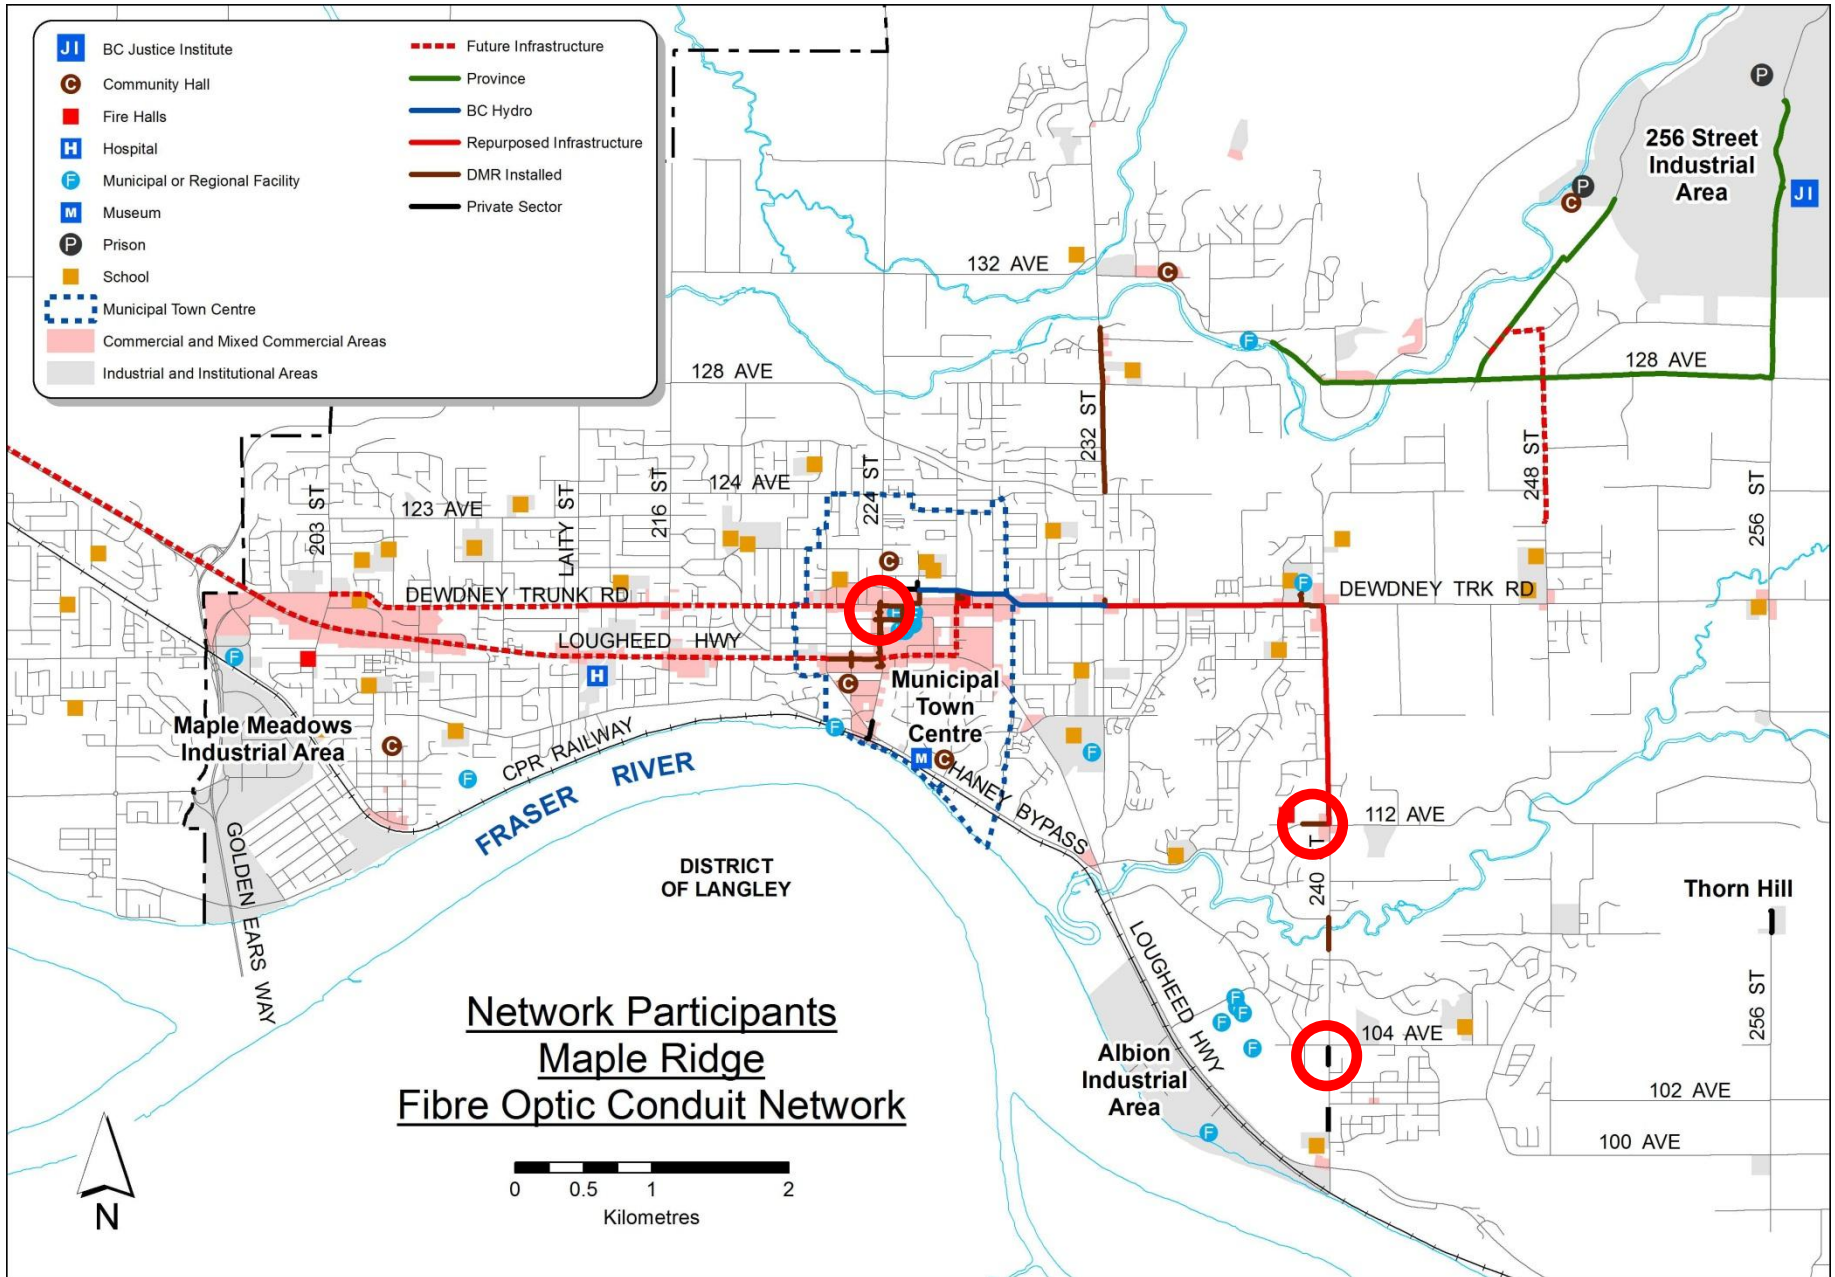 JI BC Justice Institute
C Community Hall
Fire Halls
H Hospital
F Municipal or Regional Facility
M Museum
P Prison
School
Municipal Town Centre
Commercial and Mixed Commercial Areas
Industrial and Institutional Areas
Future Infrastructure
Province
BC Hydro
Repurposed Infrastructure
DMR Installed
Private Sector
P
256 Street
Industrial
Area
JI
P
C
132 AVE
C
F
128 AVE
128 AVE
232 ST
248 ST
256 ST
203 ST
123 AVE
LAITY ST
216 ST
124 AVE
224 ST
C
DEWDNEY TRUNK RD
F
F
DEWDNEY TRK RD
LOUGHEED HWY
F
H
C
Municipal
Town
Centre
Maple Meadows
Industrial Area
C
F
CPR RAILWAY
FRASER RIVER
F
M
C
HANEY BYPASS
F
112 AVE
GOLDEN EARS WAY
DISTRICT
OF LANGLEY
240 ST
Thorn Hill
LOUGHEED HWY
256 ST
F
F
F
F
104 AVE
Albion
Industrial
Area
102 AVE
F
100 AVE
Network Participants
Maple Ridge
Fibre Optic Conduit Network
0 0.5 1 2
Kilometres
N